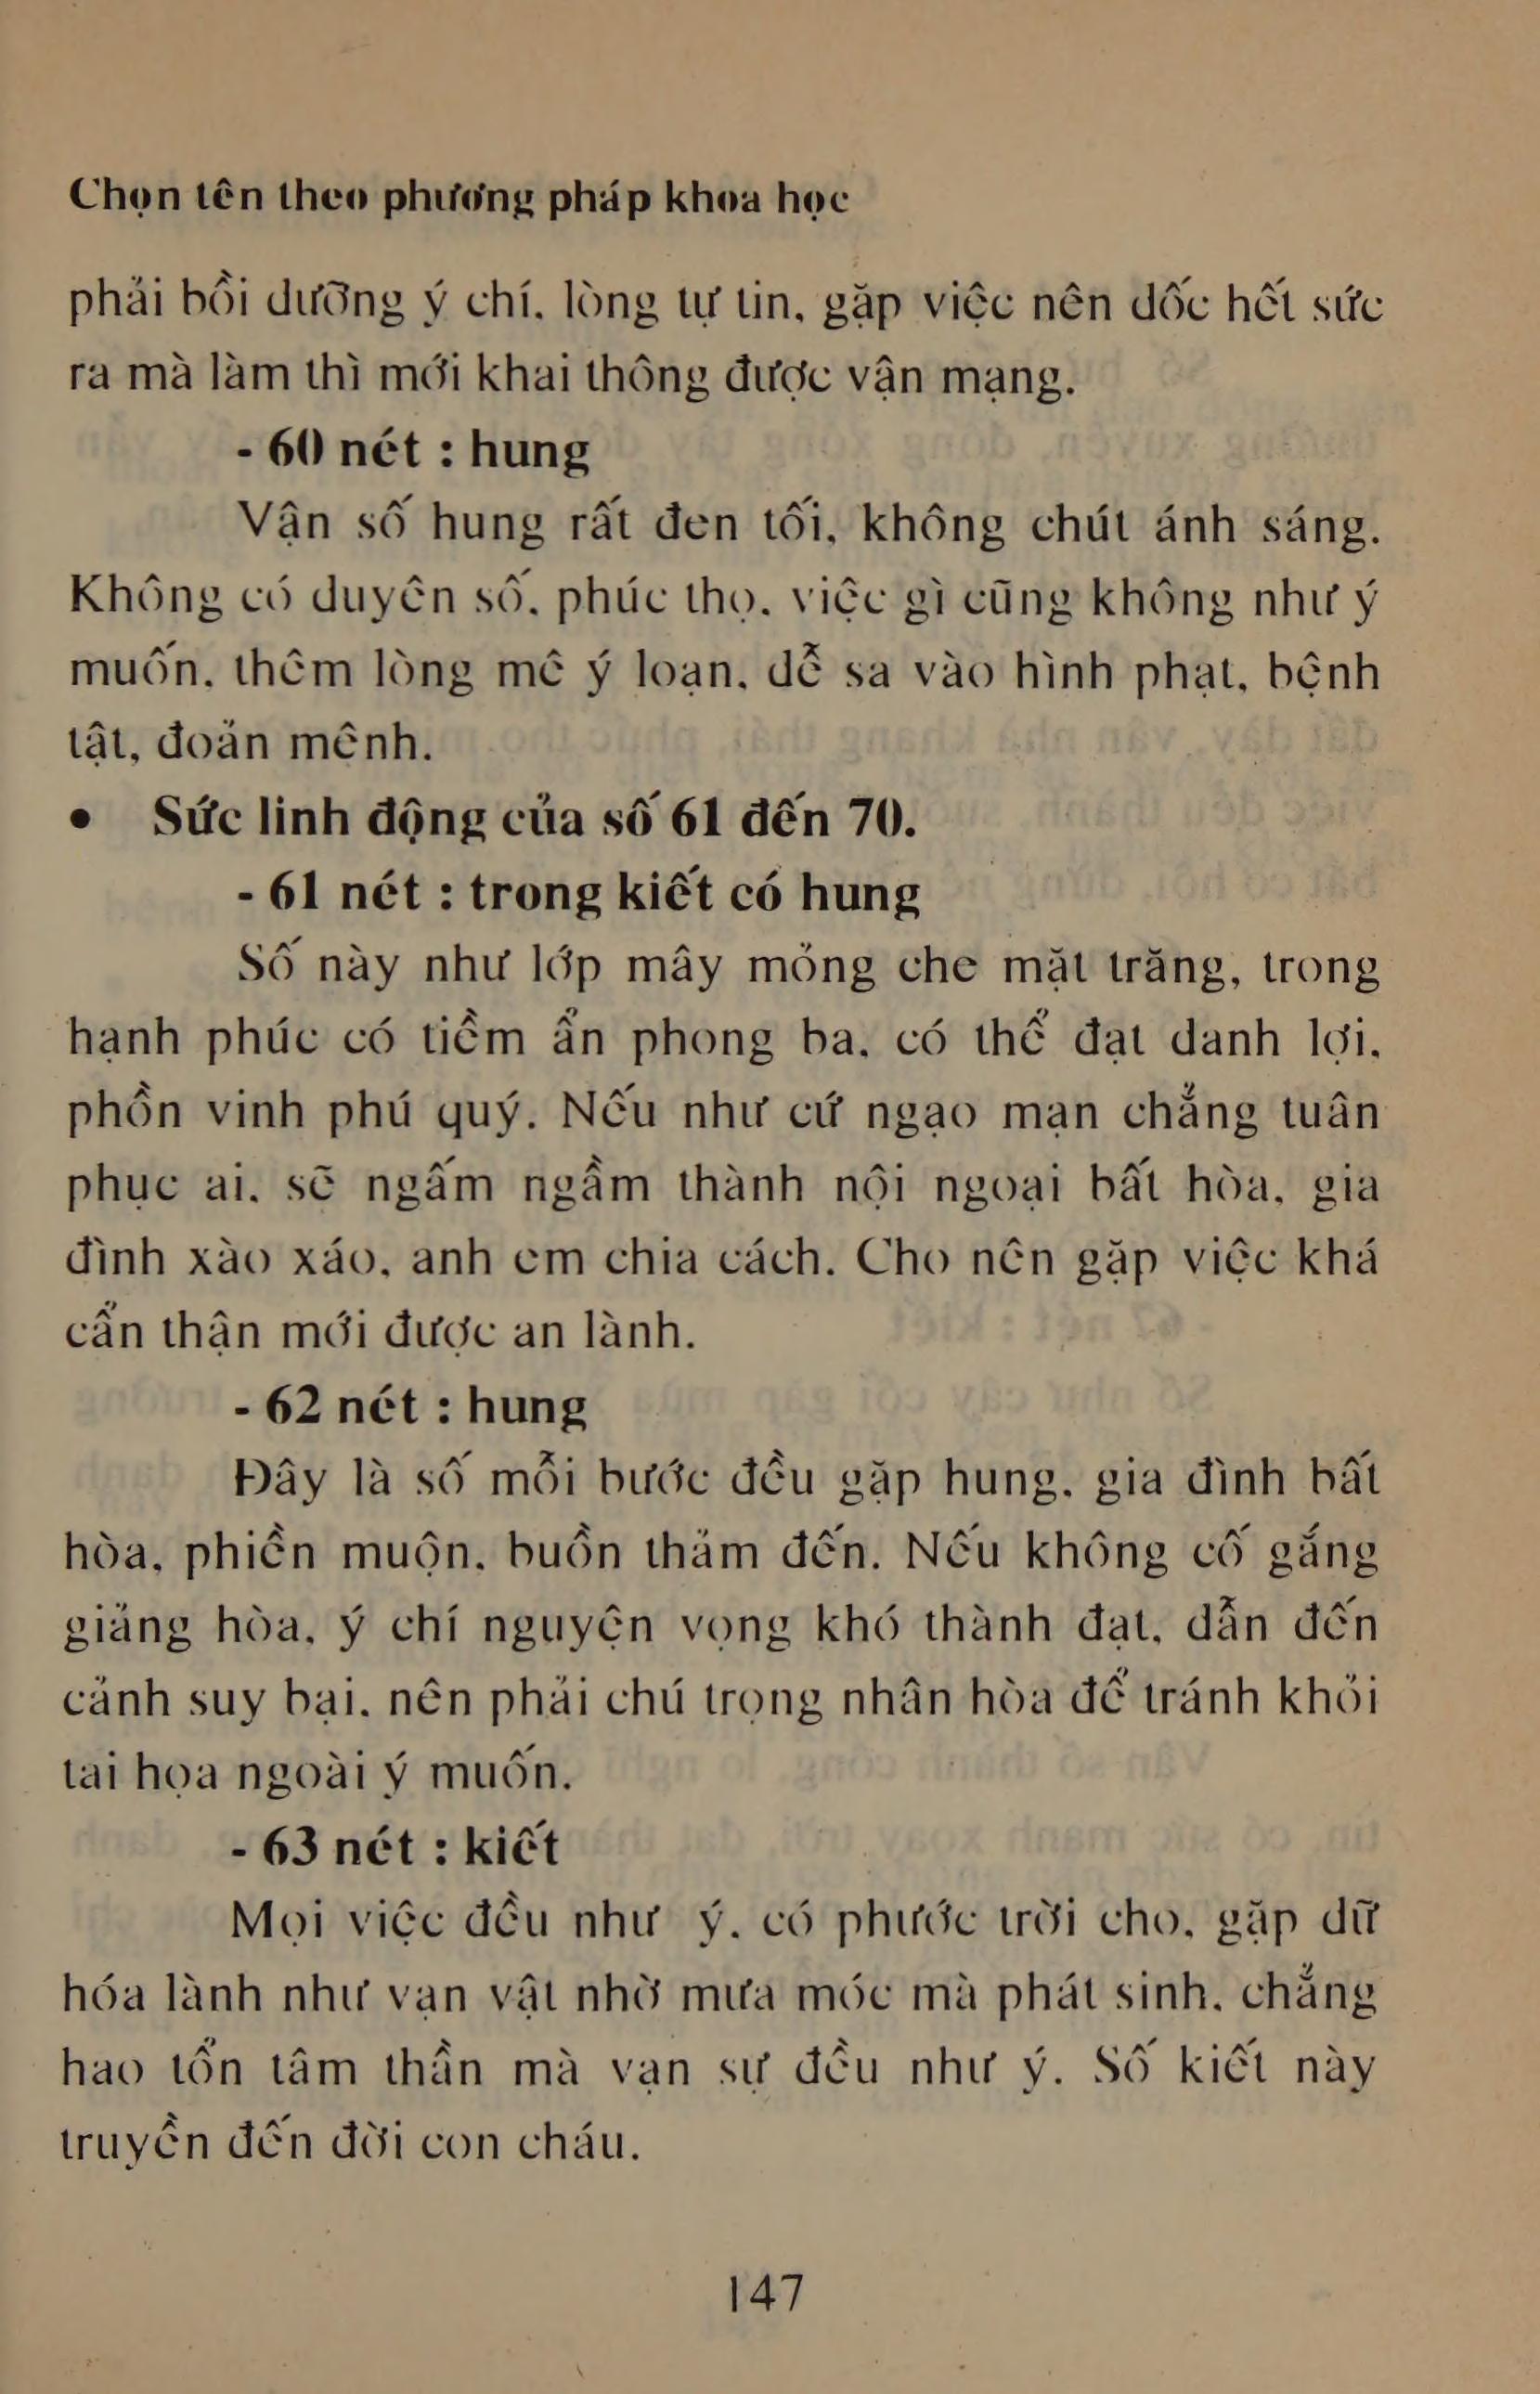 Chọn tên theo phương pháp khoa học
phải bồi dưỡng ý chí, lòng tự tin, gặp việc nên dốc hết sức
ra mà làm thì mới khai thông được vận mạng.
- 60 nét : hung
Vận số hung rất đen tối, không chút ánh sáng.
Không có duyên số, phúc thọ, việc gì cũng không như ý
muốn, thêm lòng mê ý loạn, dễ sa vào hình phạt, bệnh
tật, đoản mệnh.
• Sức linh động của số 61 đến 70.
- 61 nét : trong kiết có hung
Số này như lớp mây mỏng che mặt trăng, trong
hạnh phúc có tiềm ẩn phong ba, có thể đạt danh lợi,
phồn vinh phú quý. Nếu như cứ ngạo mạn chẳng tuân
phục ai, sẽ ngấm ngầm thành nội ngoại bất hòa, gia
đình xào xáo, anh em chia cách. Cho nên gặp việc khá
cẩn thận mới được an lành.
- 62 nét : hung
Đây là số mỗi bước đều gặp hung, gia đình bất
hòa, phiền muộn, buồn thảm đến. Nếu không cố gắng
giảng hòa, ý chí nguyện vọng khó thành đạt, dẫn đến
cảnh suy bại, nên phải chú trọng nhân hòa để tránh khỏi
tai họa ngoài ý muốn.
- 63 nét : kiết
Mọi việc đều như ý, có phước trời cho, gặp dữ
hóa lành như vạn vật nhờ mưa móc mà phát sinh, chẳng
hao tổn tâm thần mà vạn sự đều như ý. Số kiết này
truyền đến đời con cháu.
147